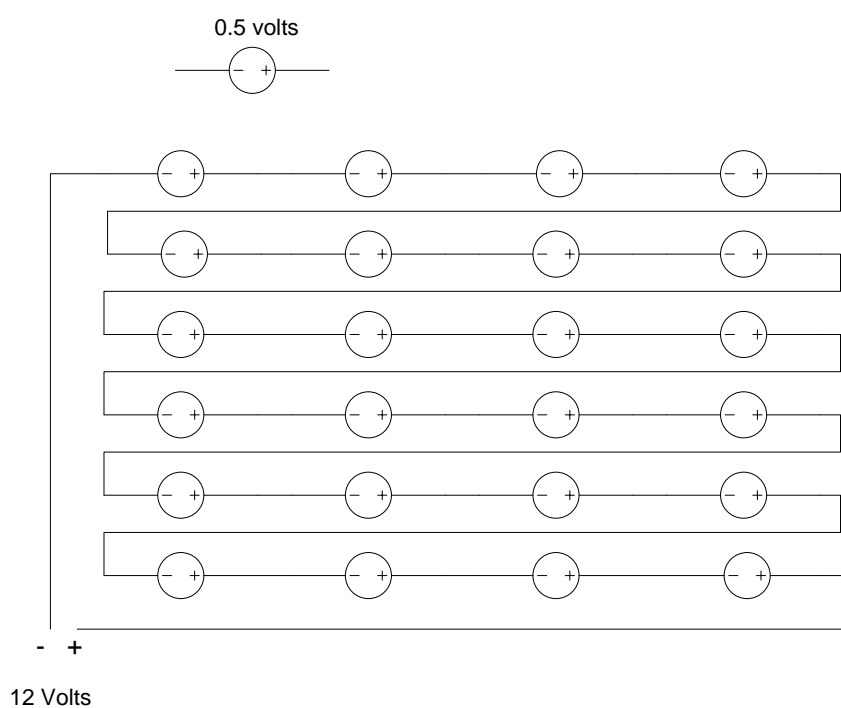 0.5 volts
- +
- + - + - + - +
- + - + - + - +
- + - + - + - +
- + - + - + - +
- + - + - + - +
- + - + - + - +
- +
12 Volts